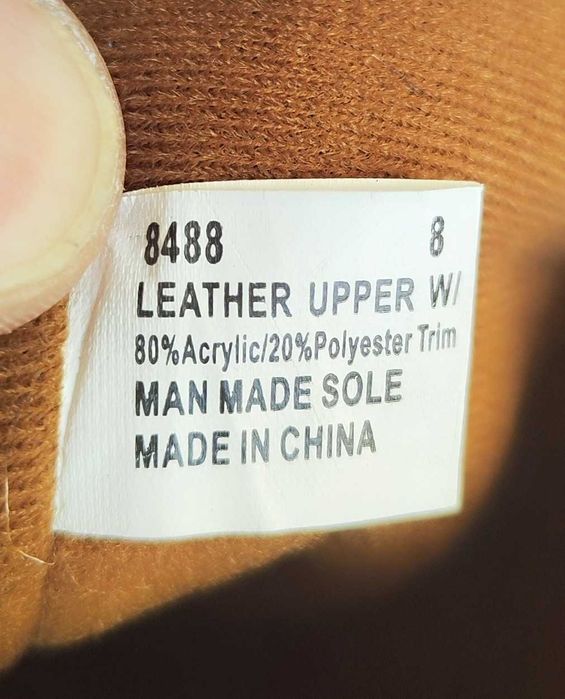 8488 8
LEATHER UPPER W/
80%Acrylic/20%Polyester Trim
MAN MADE SOLE
MADE IN CHINA